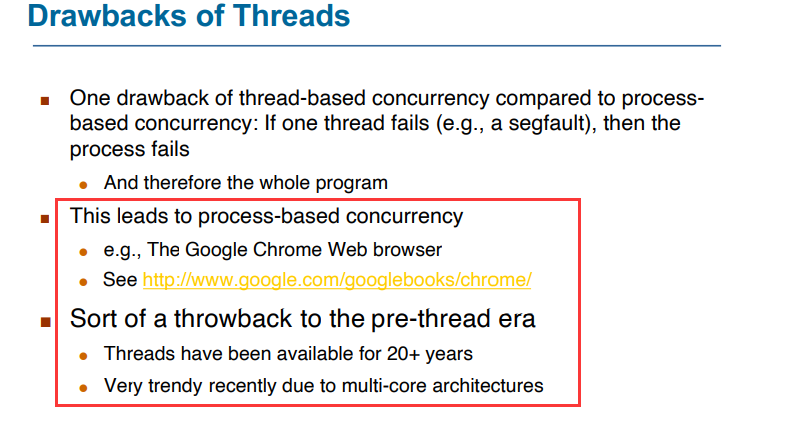 Drawbacks of Threads
One drawback of thread-based concurrency compared to process-
based concurrency: If one thread fails (e.g., a segfault), then the
process fails
And therefore the whole program
This leads to process-based concurrency
e.g., The Google Chrome Web browser
See http://www.google.com/googlebooks/chrome/
Sort of a throwback to the pre-thread era
Threads have been available for 20+ years
Very trendy recently due to multi-core architectures